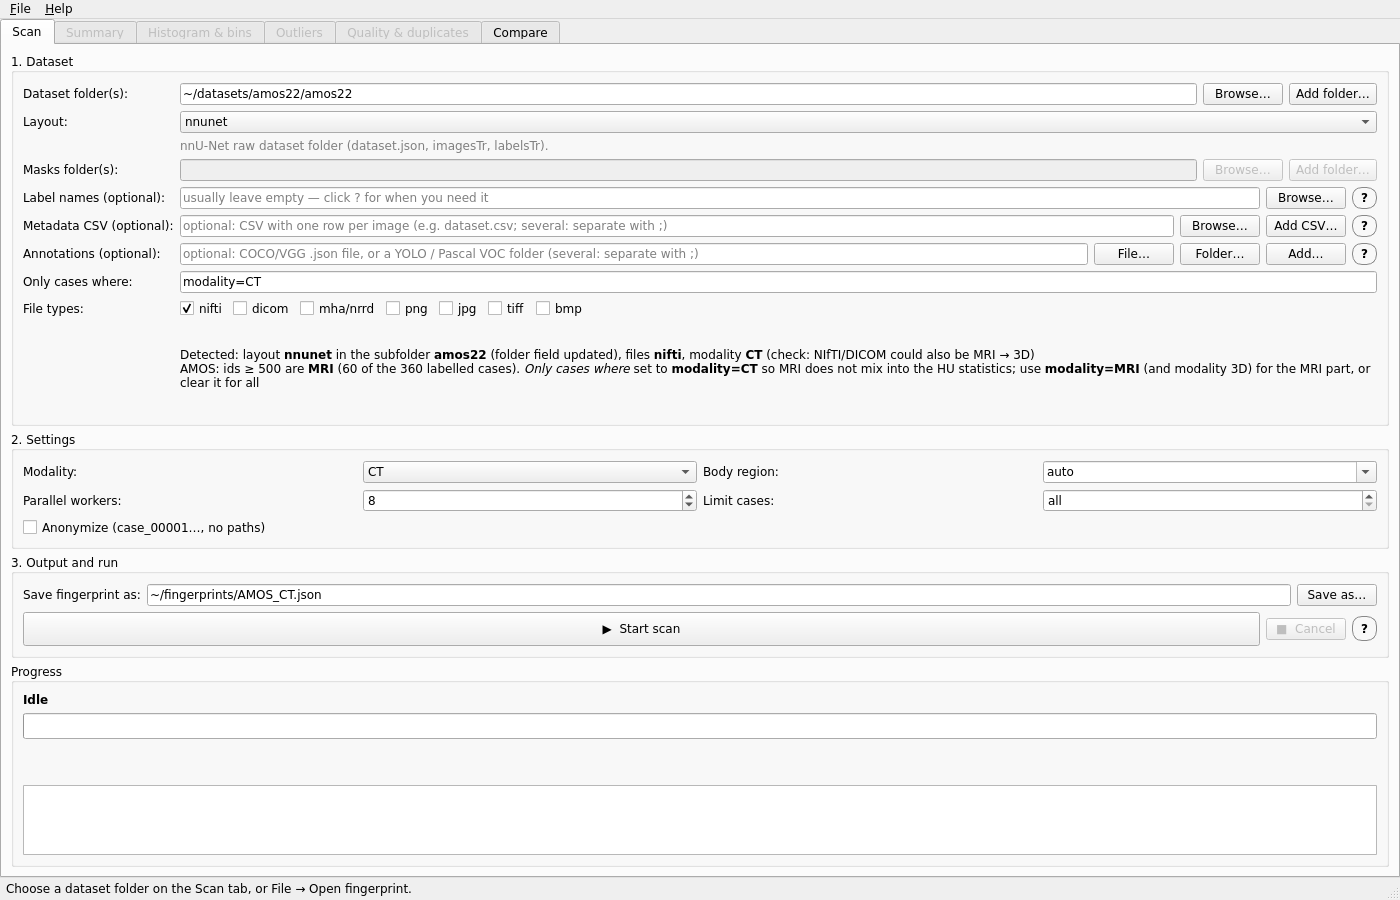 File Help
Scan Summary Histogram & bins Outliers Quality & duplicates Compare
1. Dataset
Dataset folder(s): ~/datasets/amos22/amos22 Browse... Add folder...
Layout: nnunet
nnU-Net raw dataset folder (dataset.json, imagesTr, labelsTr).
Masks folder(s): Browse... Add folder...
Label names (optional): usually leave empty — click ? for when you need it Browse... ?
Metadata CSV (optional): optional: CSV with one row per image (e.g. dataset.csv; several: separate with ;) Browse... Add CSV... ?
Annotations (optional): optional: COCO/VGG .json file, or a YOLO / Pascal VOC folder (several: separate with ;) File... Folder... Add... ?
Only cases where: modality=CT
File types: nifti dicom mha/nrrd png jpg tiff bmp
Detected: layout nnunet in the subfolder amos22 (folder field updated), files nifti, modality CT (check: NIfTI/DICOM could also be MRI → 3D)
AMOS: ids ≥ 500 are MRI (60 of the 360 labelled cases). Only cases where set to modality=CT so MRI does not mix into the HU statistics; use modality=MRI (and modality 3D) for the MRI part, or
clear it for all
2. Settings
Modality: CT Body region: auto
Parallel workers: 8 Limit cases: all
Anonymize (case_00001..., no paths)
3. Output and run
Save fingerprint as: ~/fingerprints/AMOS_CT.json Save as...
▶ Start scan ■ Cancel ?
Progress
Idle
Choose a dataset folder on the Scan tab, or File → Open fingerprint.